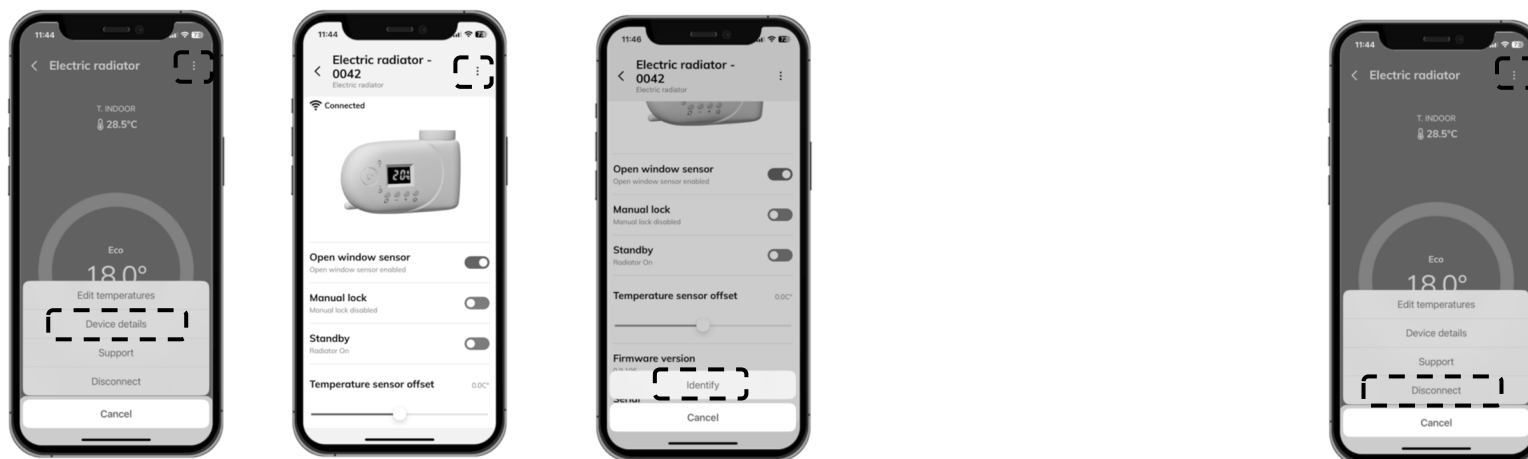 11:44
Electric radiator
T. INDOOR
28.5°C
Eco
18.0°
Edit temperatures
Device details
Support
Disconnect
Cancel
11:44
Electric radiator -
0042
Electric radiator
Connected
20
Open window sensor
Open window sensor enabled
Manual lock
Manual lock disabled
Standby
Radiator On
Temperature sensor offset 0.0C°
11:46
Electric radiator -
0042
Electric radiator
Open window sensor
Open window sensor enabled
Manual lock
Manual lock disabled
Standby
Radiator On
Temperature sensor offset 0.0C°
Firmware version
Identify
Serial
Cancel
11:44
Electric radiator
T. INDOOR
28.5°C
Eco
18.0°
Edit temperatures
Device details
Support
Disconnect
Cancel